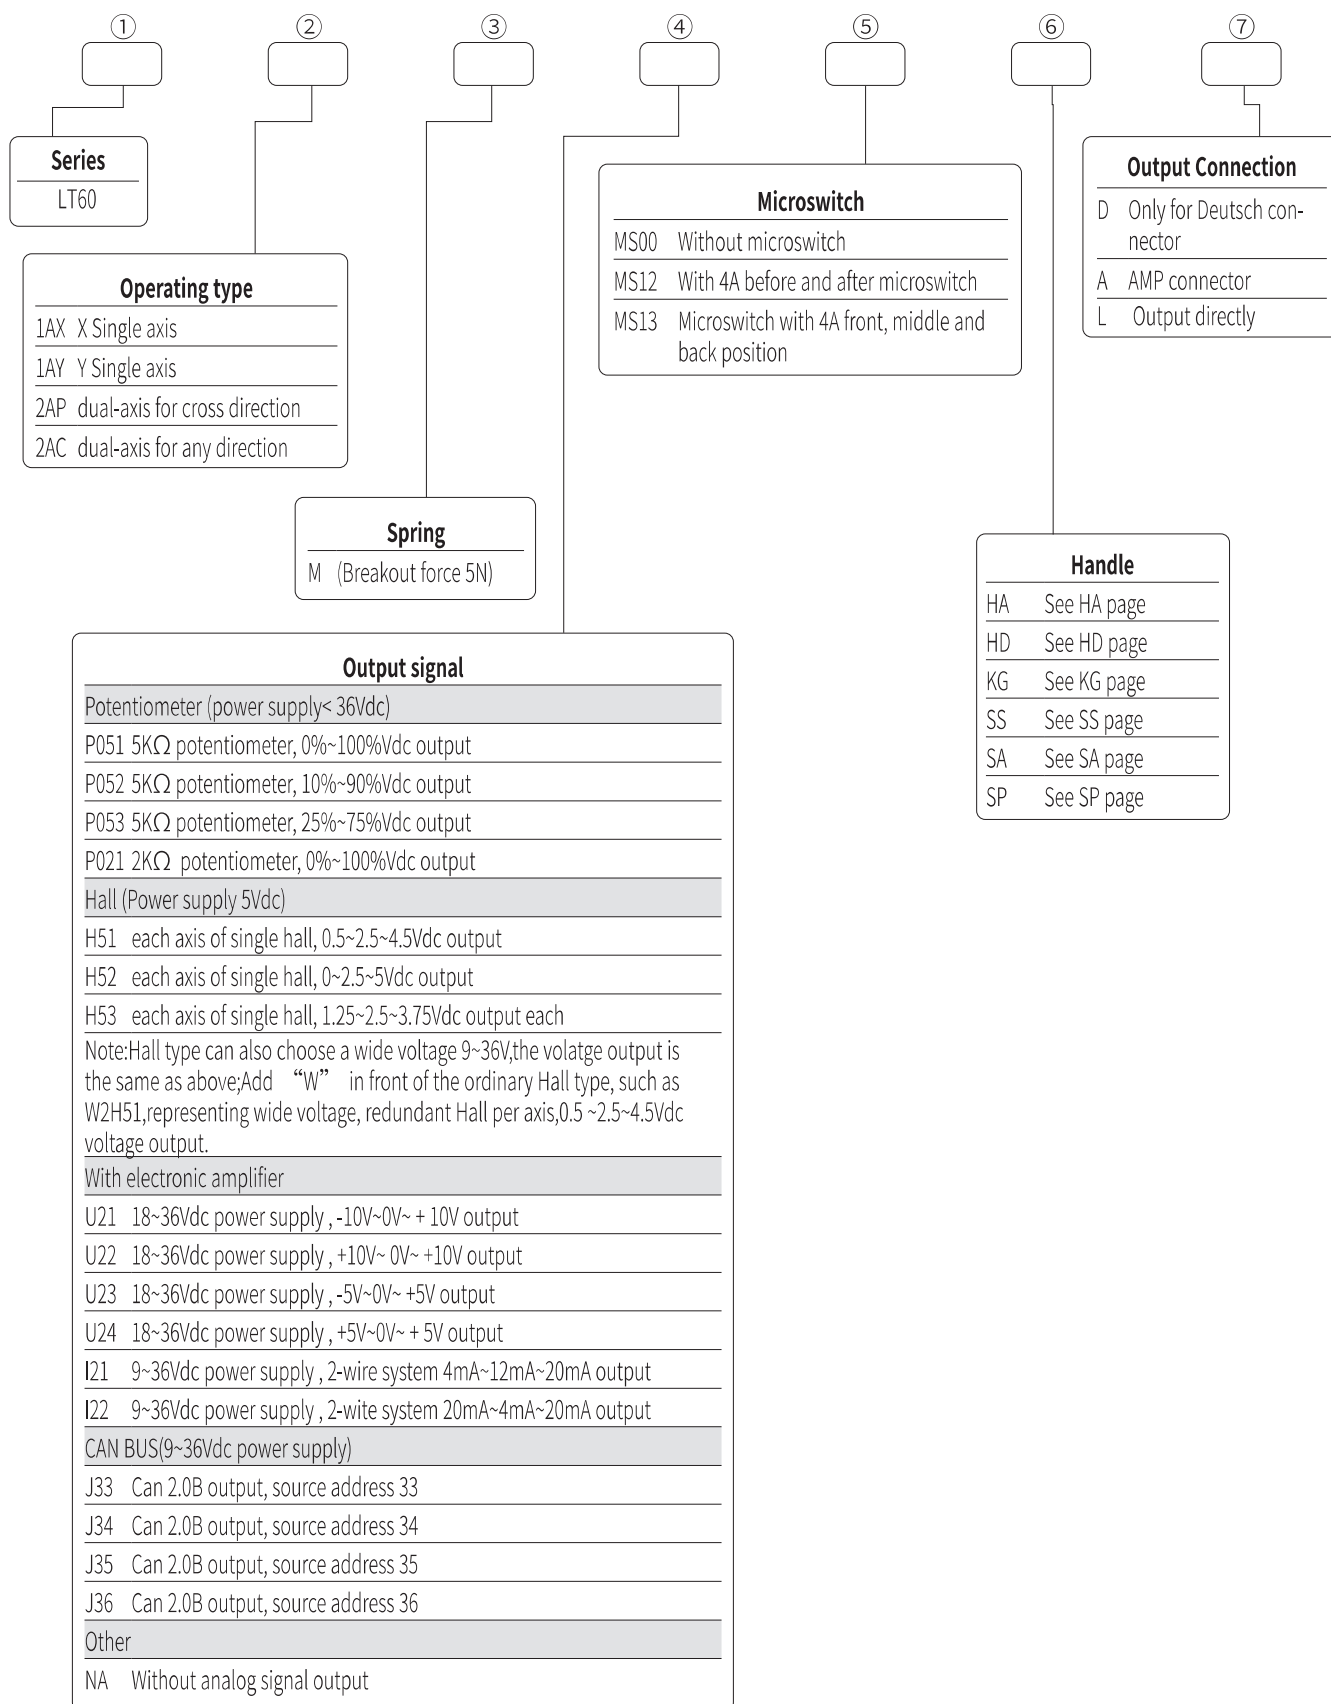 ① ② ③ ④ ⑤ ⑥ ⑦
Series
LT60
Operating type
1AX X Single axis
1AY Y Single axis
2AP dual-axis for cross direction
2AC dual-axis for any direction
Spring
M (Breakout force 5N)
Output signal
Potentiometer (power supply< 36Vdc)
P051 5KΩ potentiometer, 0%~100%Vdc output
P052 5KΩ potentiometer, 10%~90%Vdc output
P053 5KΩ potentiometer, 25%~75%Vdc output
P021 2KΩ potentiometer, 0%~100%Vdc output
Hall (Power supply 5Vdc)
H51 each axis of single hall, 0.5~2.5~4.5Vdc output
H52 each axis of single hall, 0~2.5~5Vdc output
H53 each axis of single hall, 1.25~2.5~3.75Vdc output each
Note:Hall type can also choose a wide voltage 9~36V,the volatge output is
the same as above;Add “W” in front of the ordinary Hall type, such as
W2H51,representing wide voltage, redundant Hall per axis,0.5 ~2.5~4.5Vdc
voltage output.
With electronic amplifier
U21 18~36Vdc power supply , -10V~0V~ + 10V output
U22 18~36Vdc power supply , +10V~ 0V~ +10V output
U23 18~36Vdc power supply , -5V~0V~ +5V output
U24 18~36Vdc power supply , +5V~0V~ + 5V output
I21 9~36Vdc power supply , 2-wire system 4mA~12mA~20mA output
I22 9~36Vdc power supply , 2-wite system 20mA~4mA~20mA output
CAN BUS(9~36Vdc power supply)
J33 Can 2.0B output, source address 33
J34 Can 2.0B output, source address 34
J35 Can 2.0B output, source address 35
J36 Can 2.0B output, source address 36
Other
NA Without analog signal output
Microswitch
MS00 Without microswitch
MS12 With 4A before and after microswitch
MS13 Microswitch with 4A front, middle and
back position
Handle
HA See HA page
HD See HD page
KG See KG page
SS See SS page
SA See SA page
SP See SP page
Output Connection
D Only for Deutsch con-
nector
A AMP connector
L Output directly